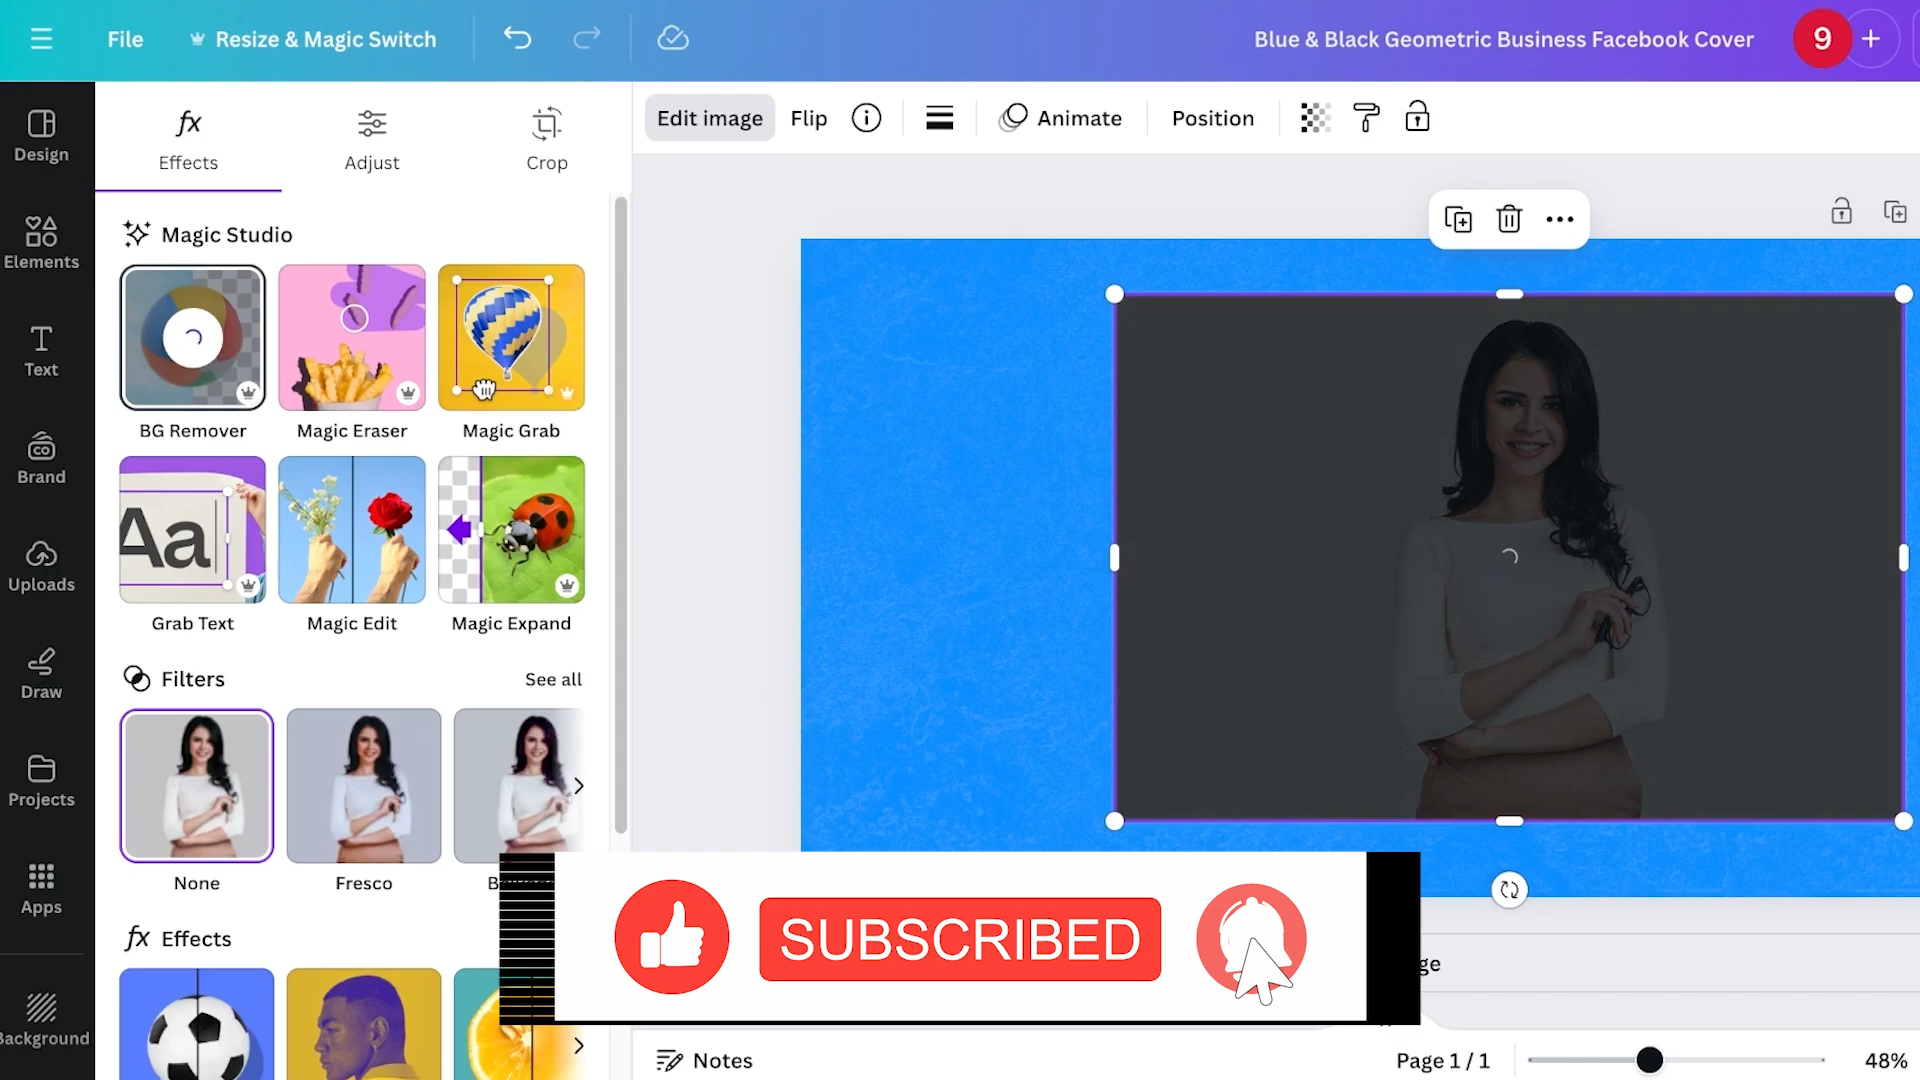 File
Resize & Magic Switch
Blue & Black Geometric Business Facebook Cover
9
Design
Elements
Text
Brand
Uploads
Draw
Projects
Apps
Background
Effects
Adjust
Crop
Edit image
Flip
Animate
Position
Magic Studio
BG Remover
Magic Eraser
Magic Grab
Aa
Grab Text
Magic Edit
Magic Expand
Filters
See all
None
Fresco
fx Effects
SUBSCRIBED
Notes
Page 1 / 1
48%